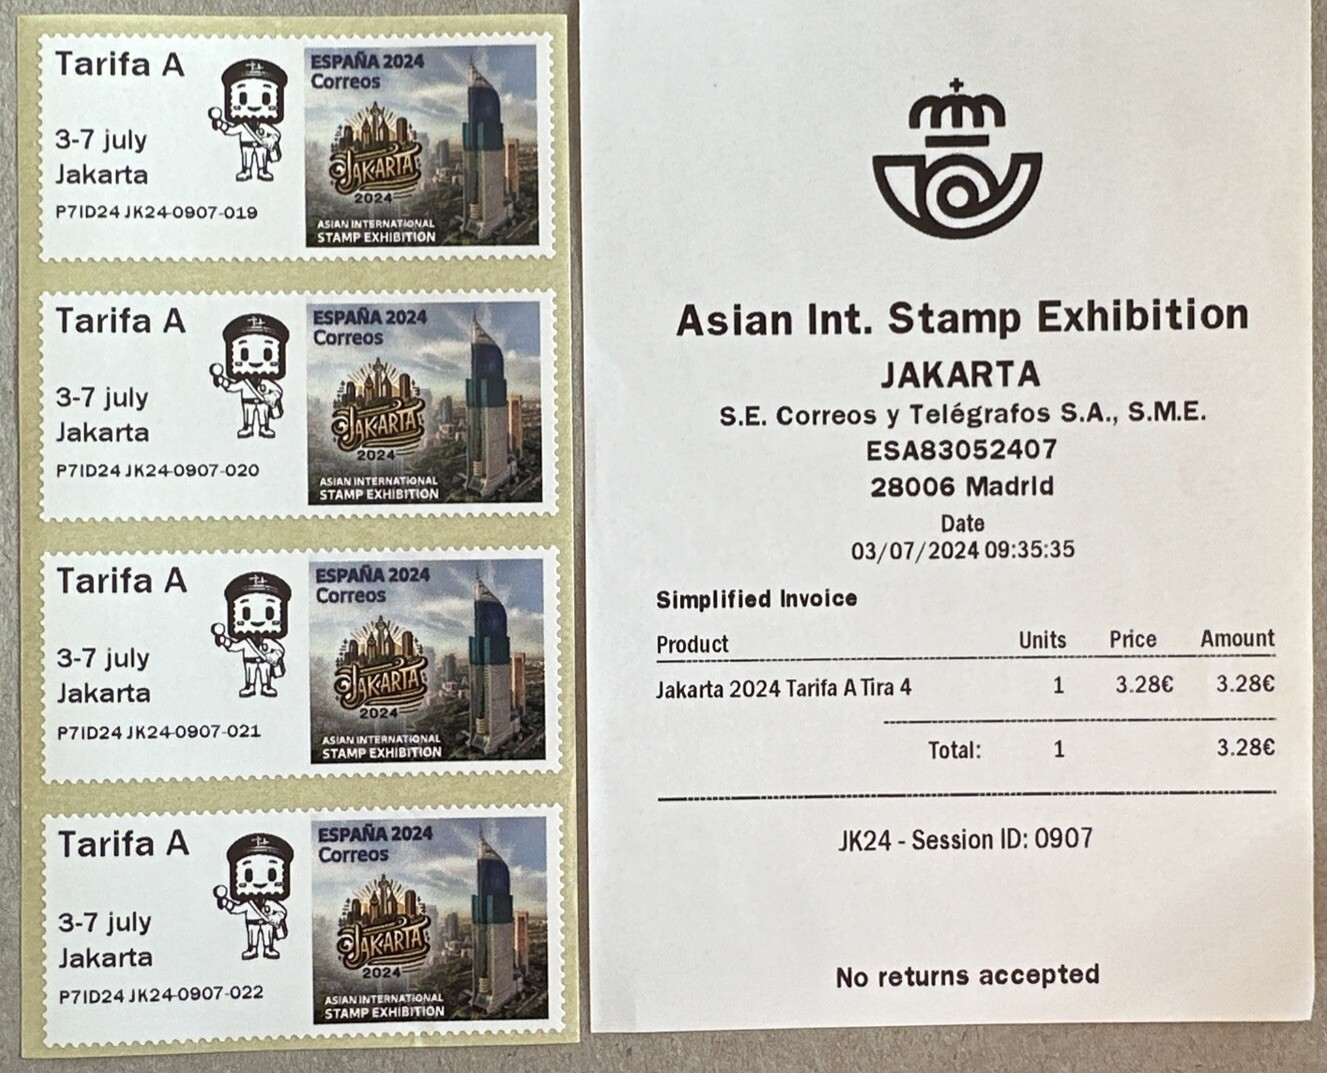 Tarifa A
3-7 july
Jakarta
P7ID24 JK24-0907-019
ESPAÑA 2024
Correos
JAKARTA
2024
ASIAN INTERNATIONAL
STAMP EXHIBITION
Tarifa A
3-7 july
Jakarta
P7ID24 JK24-0907-020
ESPAÑA 2024
Correos
JAKARTA
2024
ASIAN INTERNATIONAL
STAMP EXHIBITION
Tarifa A
3-7 july
Jakarta
P7ID24 JK24-0907-021
ESPAÑA 2024
Correos
JAKARTA
2024
ASIAN INTERNATIONAL
STAMP EXHIBITION
Tarifa A
3-7 july
Jakarta
P7ID24 JK24-0907-022
ESPAÑA 2024
Correos
JAKARTA
2024
ASIAN INTERNATIONAL
STAMP EXHIBITION
Asian Int. Stamp Exhibition
JAKARTA
S.E. Correos y Telégrafos S.A., S.M.E.
ESA83052407
28006 Madrid
Date
03/07/2024 09:35:35
Simplified Invoice
Product Units Price Amount
Jakarta 2024 Tarifa A Tira 4 1 3.28€ 3.28€
Total: 1 3.28€
JK24 - Session ID: 0907
No returns accepted